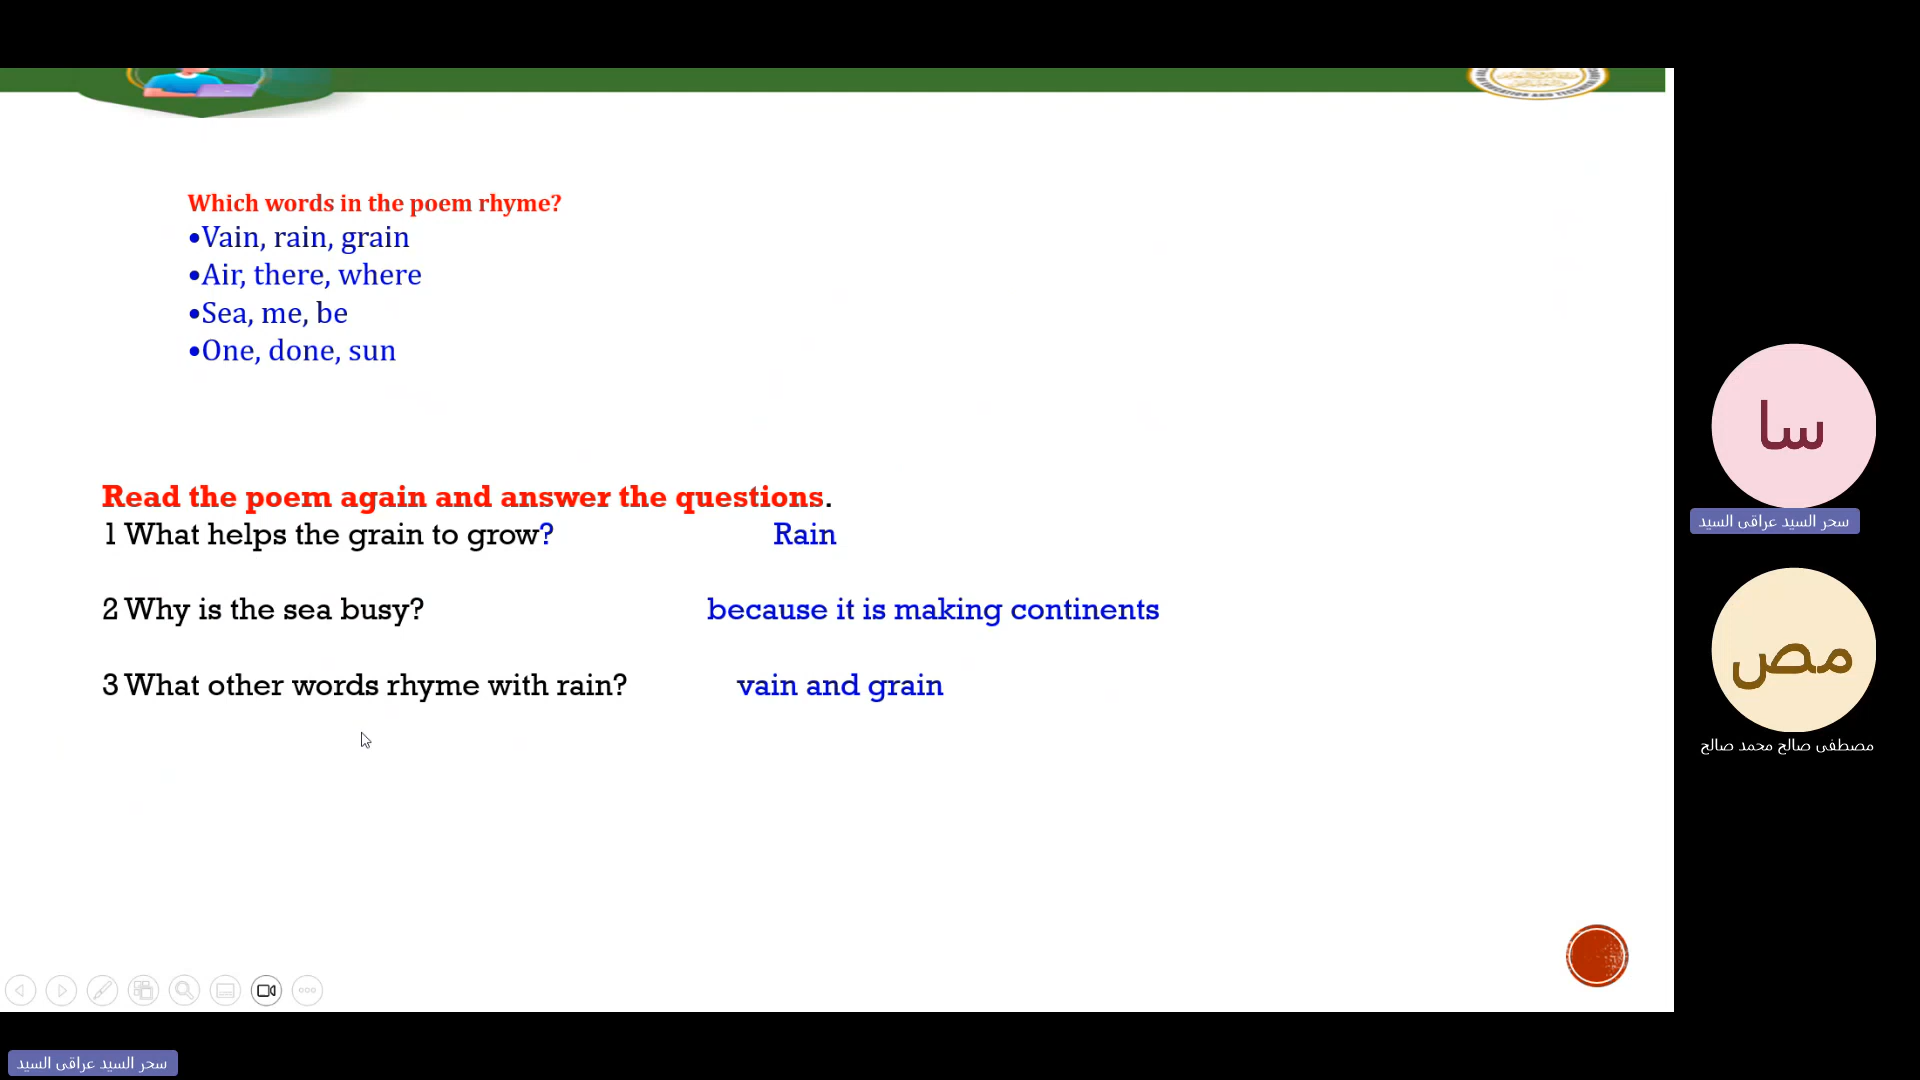 EDUCATION AND TECHNICAL
Which words in the poem rhyme?
•Vain, rain, grain
•Air, there, where
•Sea, me, be
•One, done, sun
Read the poem again and answer the questions.
1 What helps the grain to grow? Rain
2 Why is the sea busy? because it is making continents
3 What other words rhyme with rain? vain and grain
سا
سحر السيد عراقى السيد
مص
مصطفى صالح محمد صالح
سحر السيد عراقى السيد